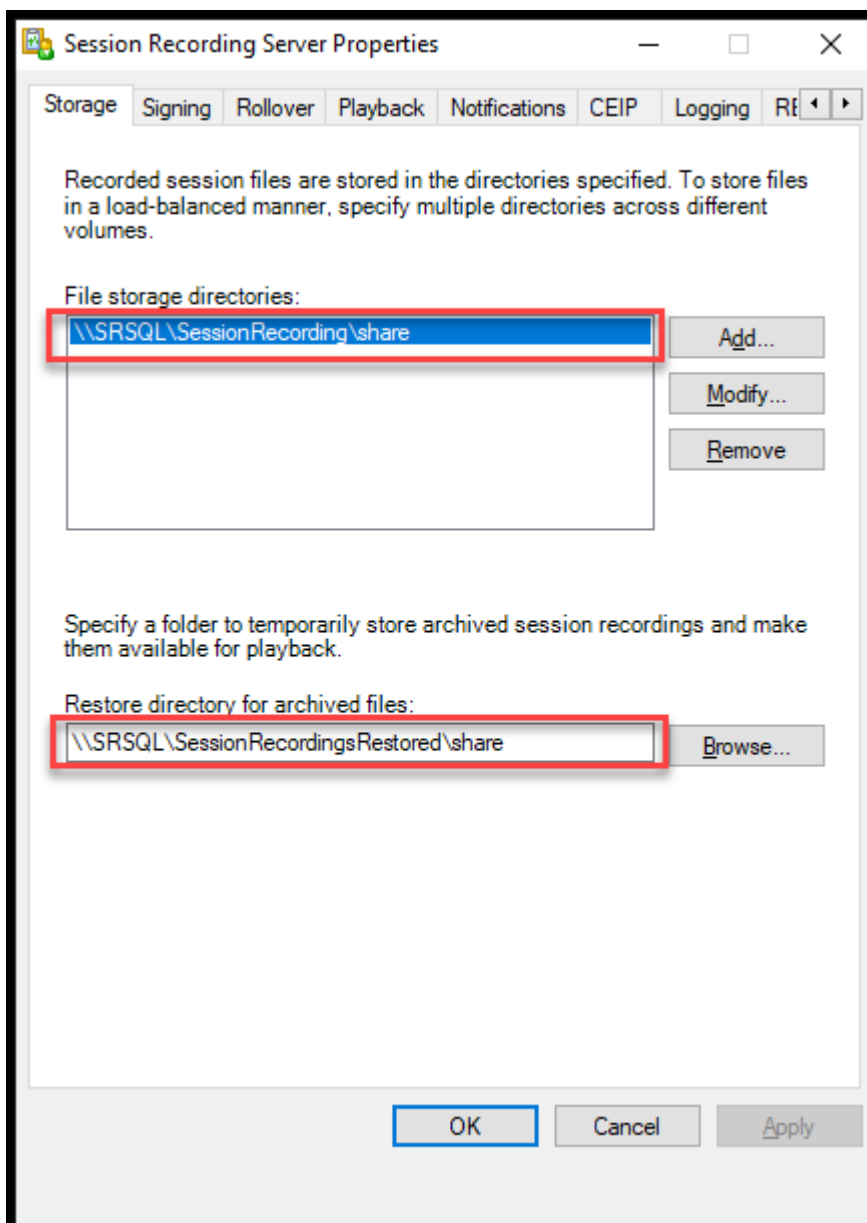 Session Recording Server Properties
Storage Signing Rollover Playback Notifications CEIP Logging RE
Recorded session files are stored in the directories specified. To store files
in a load-balanced manner, specify multiple directories across different
volumes.
File storage directories:
\\SRSQL\SessionRecording\share
Add...
Modify...
Remove
Specify a folder to temporarily store archived session recordings and make
them available for playback.
Restore directory for archived files:
\\SRSQL\SessionRecordingsRestored\share
Browse...
OK Cancel Apply